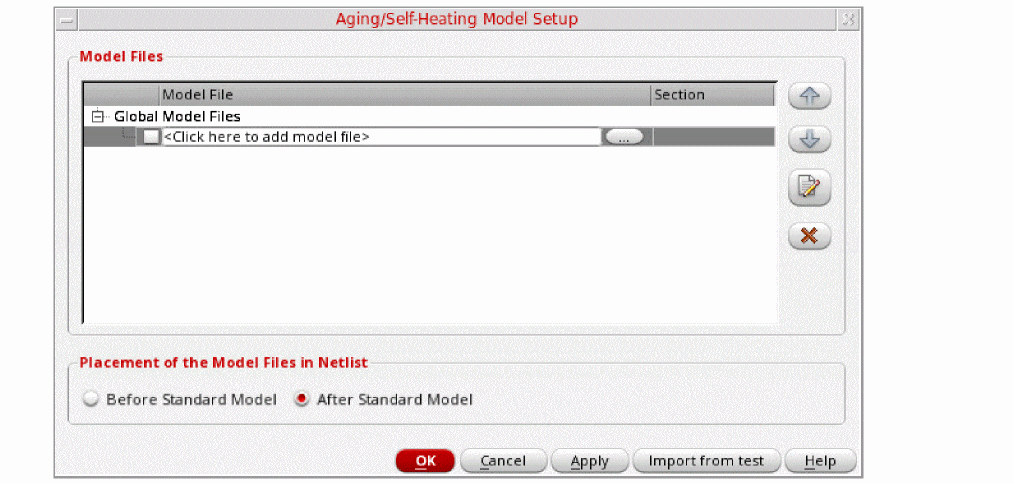 Aging/Self-Heating Model Setup
Model Files
Model File Section
Global Model Files
<Click here to add model file> ...
Placement of the Model Files in Netlist
Before Standard Model After Standard Model
OK Cancel Apply Import from test Help